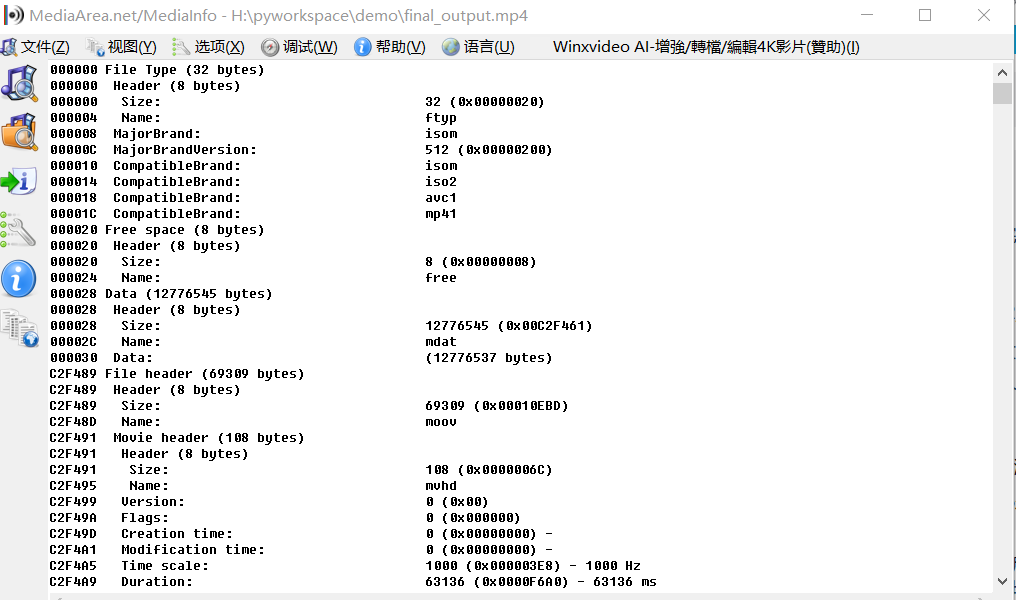 MediaArea.net/MediaInfo - H:\pyworkspace\demo\final_output.mp4
文件(Z) 视图(Y) 选项(X) 调试(W) 帮助(V) 语言(U) Winxvideo AI-增強/轉檔/編輯4K影片(贊助)(I)
000000 File Type (32 bytes)
000000 Header (8 bytes)
000000 Size: 32 (0x00000020)
000004 Name: ftyp
000008 MajorBrand: isom
00000C MajorBrandVersion: 512 (0x00000200)
000010 CompatibleBrand: isom
000014 CompatibleBrand: iso2
000018 CompatibleBrand: avc1
00001C CompatibleBrand: mp41
000020 Free space (8 bytes)
000020 Header (8 bytes)
000020 Size: 8 (0x00000008)
000024 Name: free
000028 Data (12776545 bytes)
000028 Header (8 bytes)
000028 Size: 12776545 (0x00C2F461)
00002C Name: mdat
000030 Data: (12776537 bytes)
C2F489 File header (69309 bytes)
C2F489 Header (8 bytes)
C2F489 Size: 69309 (0x00010EBD)
C2F48D Name: moov
C2F491 Movie header (108 bytes)
C2F491 Header (8 bytes)
C2F491 Size: 108 (0x0000006C)
C2F495 Name: mvhd
C2F499 Version: 0 (0x00)
C2F49A Flags: 0 (0x000000)
C2F49D Creation time: 0 (0x00000000) -
C2F4A1 Modification time: 0 (0x00000000) -
C2F4A5 Time scale: 1000 (0x000003E8) - 1000 Hz
C2F4A9 Duration: 63136 (0x0000F6A0) - 63136 ms